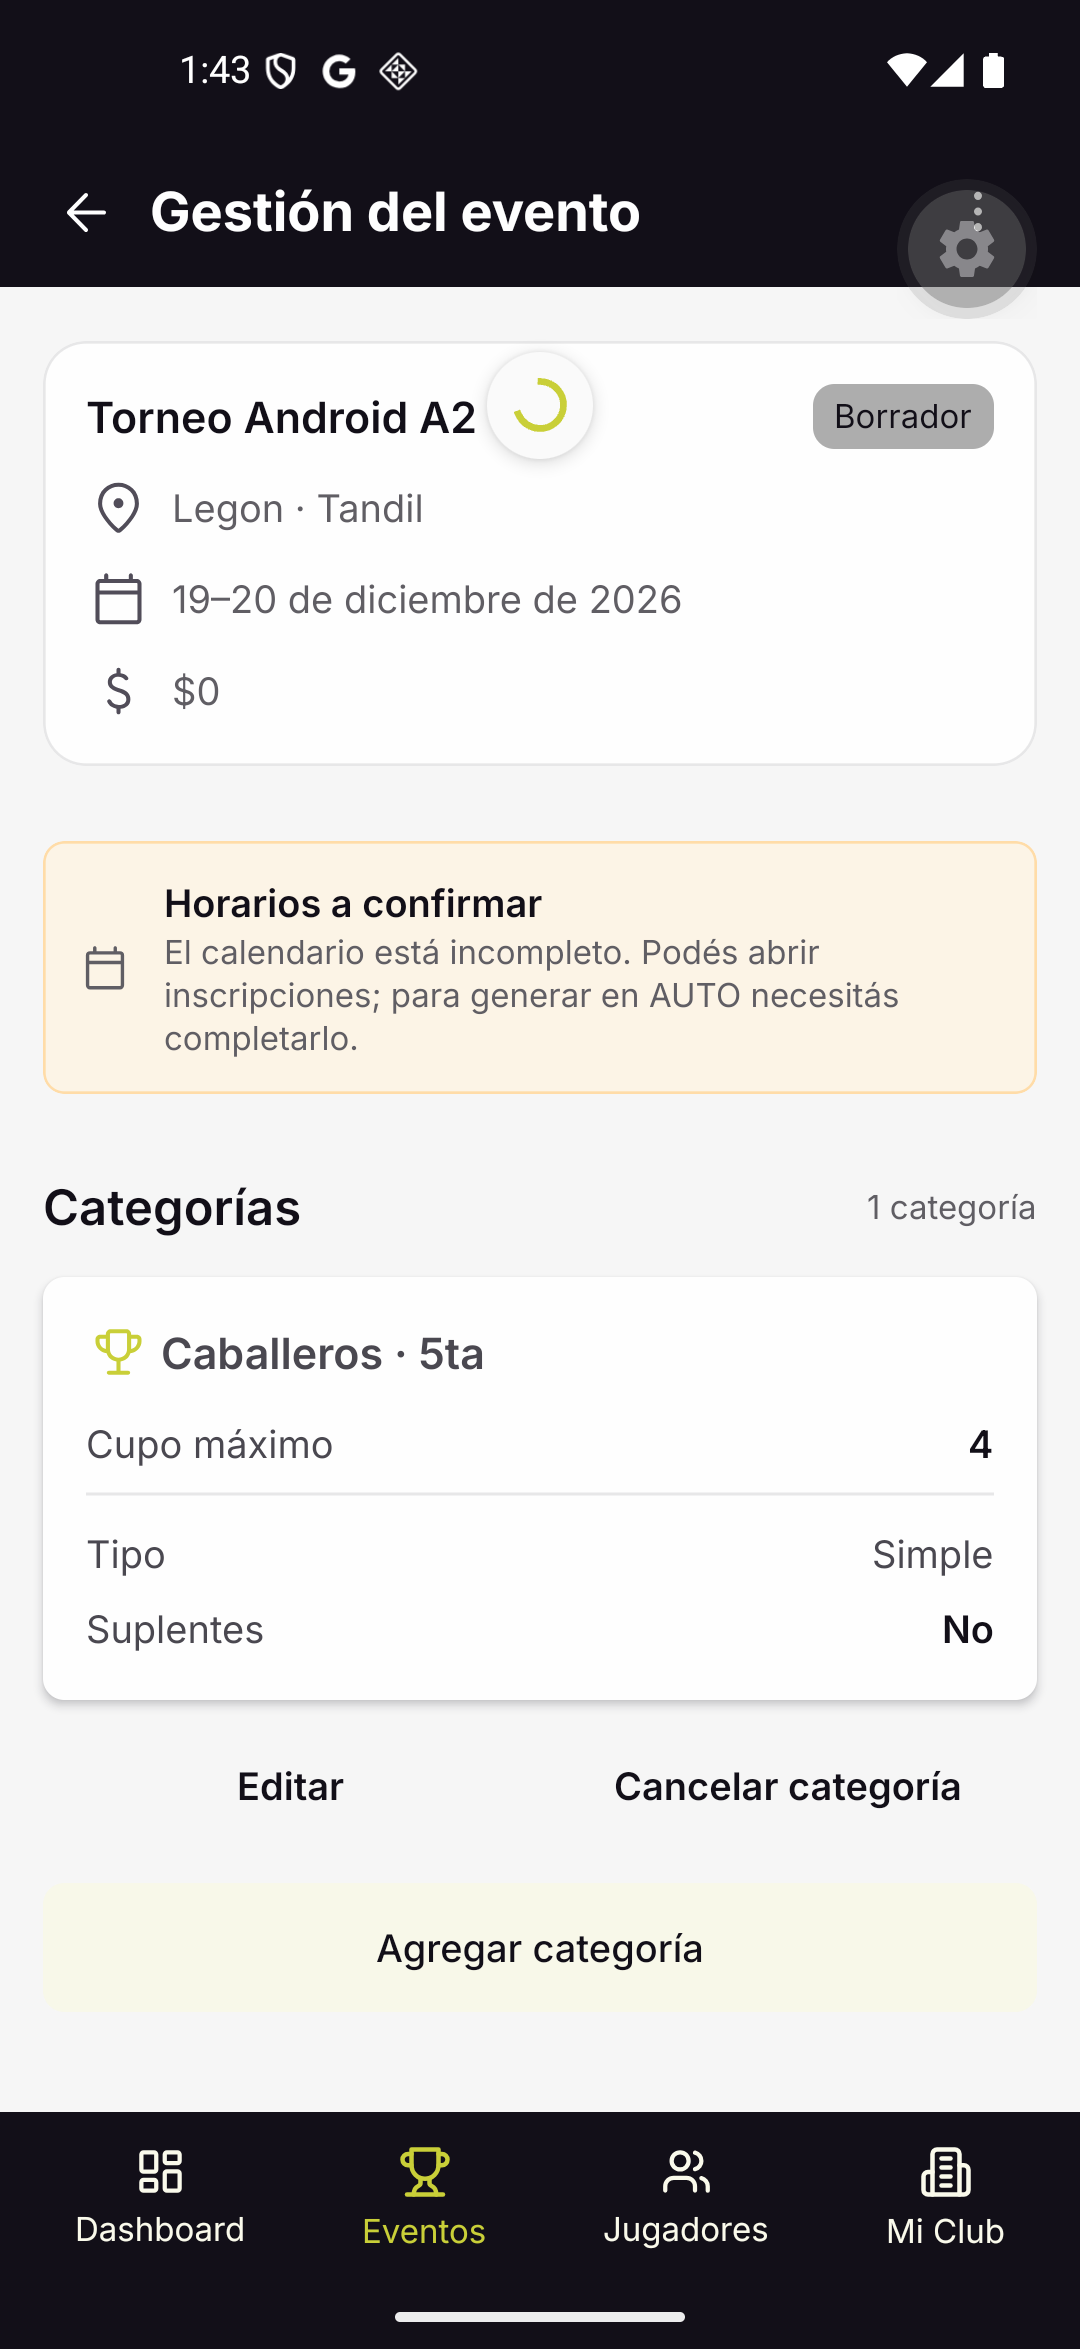 1:43
Gestión del evento
Torneo Android A2
Borrador
Legon · Tandil
19–20 de diciembre de 2026
$0
Horarios a confirmar
El calendario está incompleto. Podés abrir
inscripciones; para generar en AUTO necesitás
completarlo.
Categorías
1 categoría
Caballeros · 5ta
Cupo máximo
4
Tipo
Simple
Suplentes
No
Editar
Cancelar categoría
Agregar categoría
Dashboard
Eventos
Jugadores
Mi Club